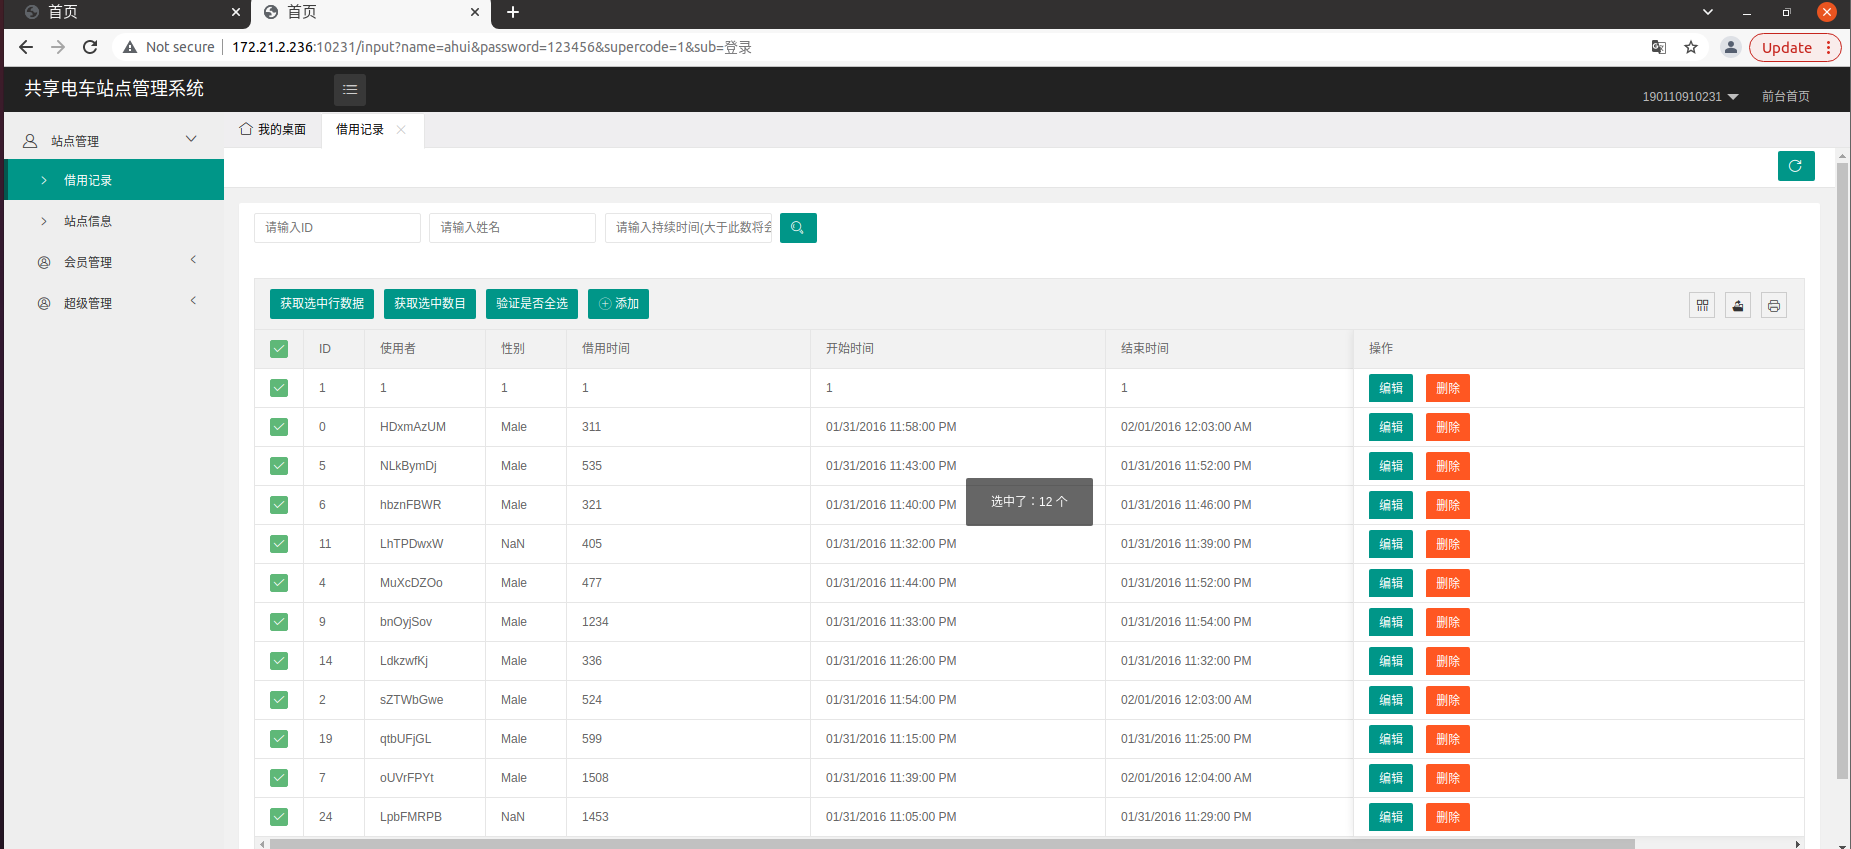 首页 首页
Not secure 172.21.2.236:10231/input?name=ahui&password=123456&supercode=1&sub=登录 Update
共享电车站点管理系统 190110910231 前台首页
站点管理 我的桌面 借用记录
借用记录
站点信息
会员管理
超级管理
请输入ID 请输入姓名 请输入持续时间(大于此数将会
获取选中行数据 获取选中数目 验证是否全选 添加
ID 使用者 性别 借用时间 开始时间 结束时间 操作
1 1 1 1 1 1 编辑 删除
0 HDxmAzUM Male 311 01/31/2016 11:58:00 PM 02/01/2016 12:03:00 AM 编辑 删除
5 NLkBymDj Male 535 01/31/2016 11:43:00 PM 01/31/2016 11:52:00 PM 编辑 删除
选中了：12 个
6 hbznFBWR Male 321 01/31/2016 11:40:00 PM 01/31/2016 11:46:00 PM 编辑 删除
11 LhTPDwxW NaN 405 01/31/2016 11:32:00 PM 01/31/2016 11:39:00 PM 编辑 删除
4 MuXcDZOo Male 477 01/31/2016 11:44:00 PM 01/31/2016 11:52:00 PM 编辑 删除
9 bnOyjSov Male 1234 01/31/2016 11:33:00 PM 01/31/2016 11:54:00 PM 编辑 删除
14 LdkzwfKj Male 336 01/31/2016 11:26:00 PM 01/31/2016 11:32:00 PM 编辑 删除
2 sZTWbGwe Male 524 01/31/2016 11:54:00 PM 02/01/2016 12:03:00 AM 编辑 删除
19 qtbUFjGL Male 599 01/31/2016 11:15:00 PM 01/31/2016 11:25:00 PM 编辑 删除
7 oUVrFPYt Male 1508 01/31/2016 11:39:00 PM 02/01/2016 12:04:00 AM 编辑 删除
24 LpbFMRPB NaN 1453 01/31/2016 11:05:00 PM 01/31/2016 11:29:00 PM 编辑 删除